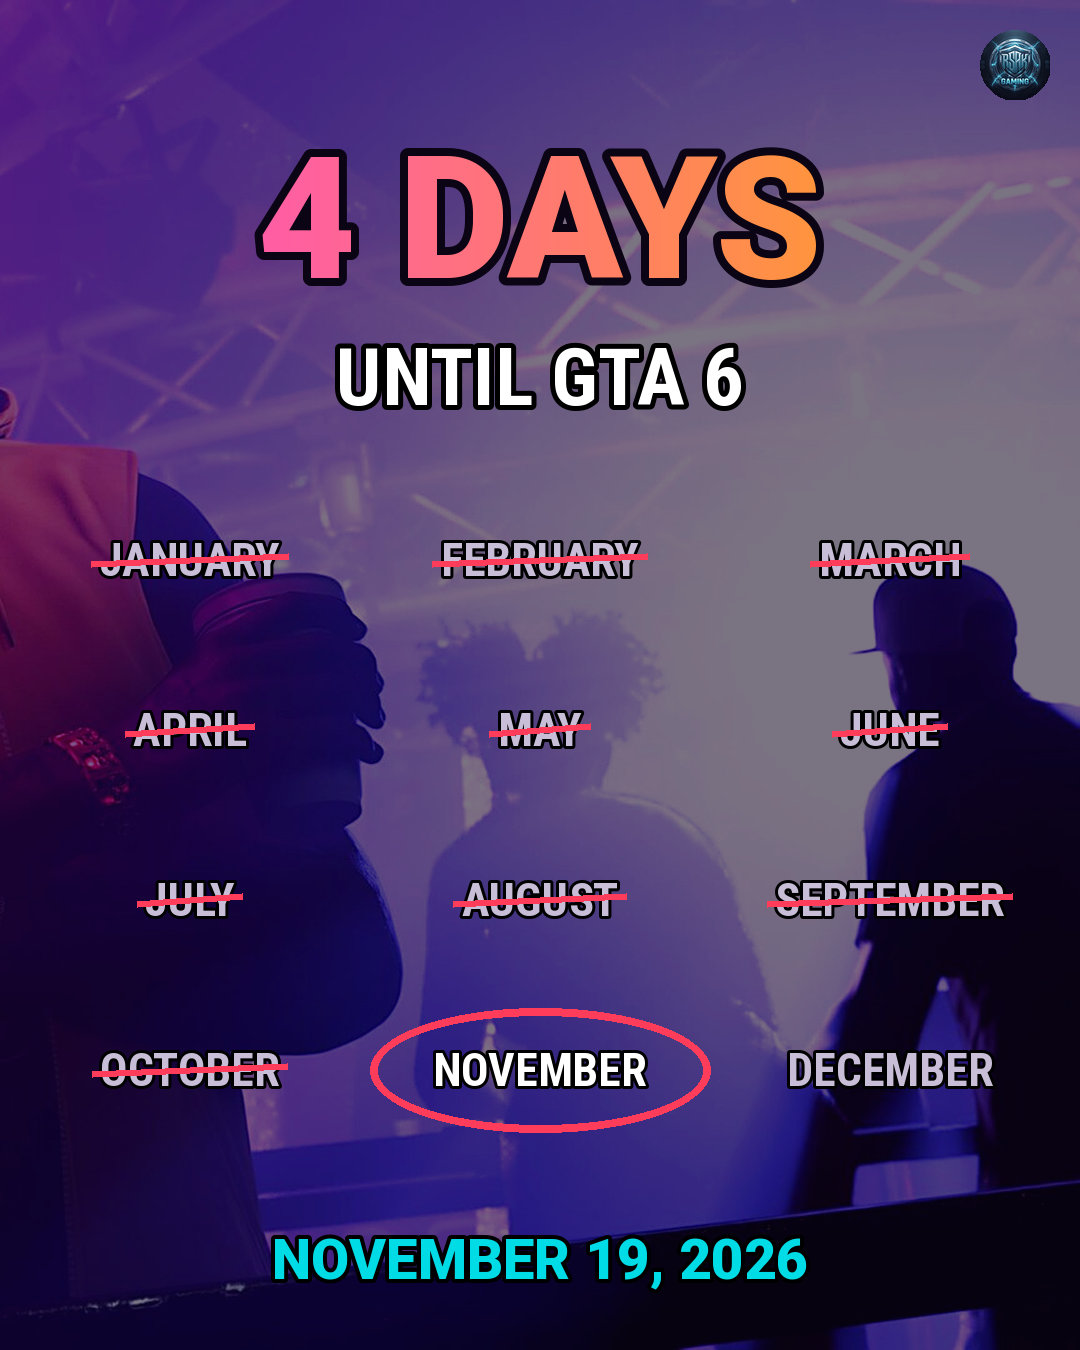 4 DAYS
UNTIL GTA 6
JANUARY FEBRUARY MARCH
APRIL MAY JUNE
JULY AUGUST SEPTEMBER
OCTOBER NOVEMBER DECEMBER
NOVEMBER 19, 2026
GAMING